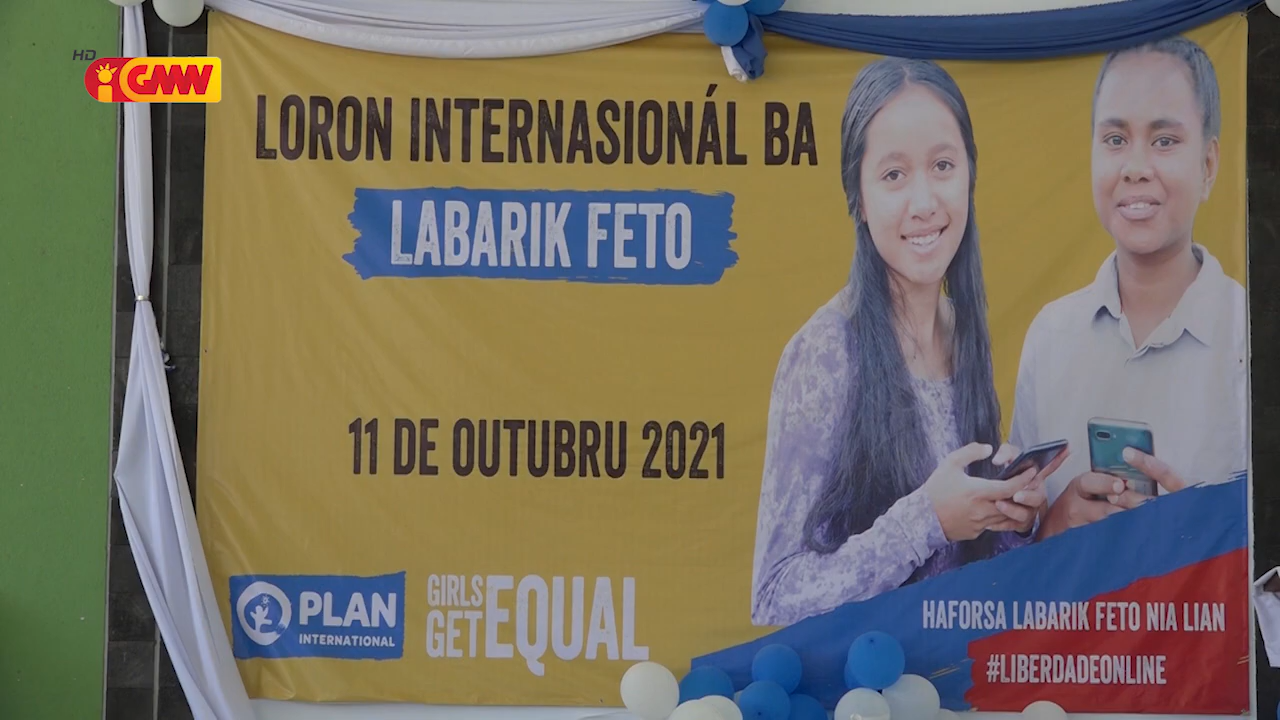 HD
GMN
LORON INTERNASIONÁL BA
LABARIK FETO
11 DE OUTUBRU 2021
PLAN
INTERNATIONAL
GIRLS
GET EQUAL
HAFORSA LABARIK FETO NIA LIAN
#LIBERDADEONLINE